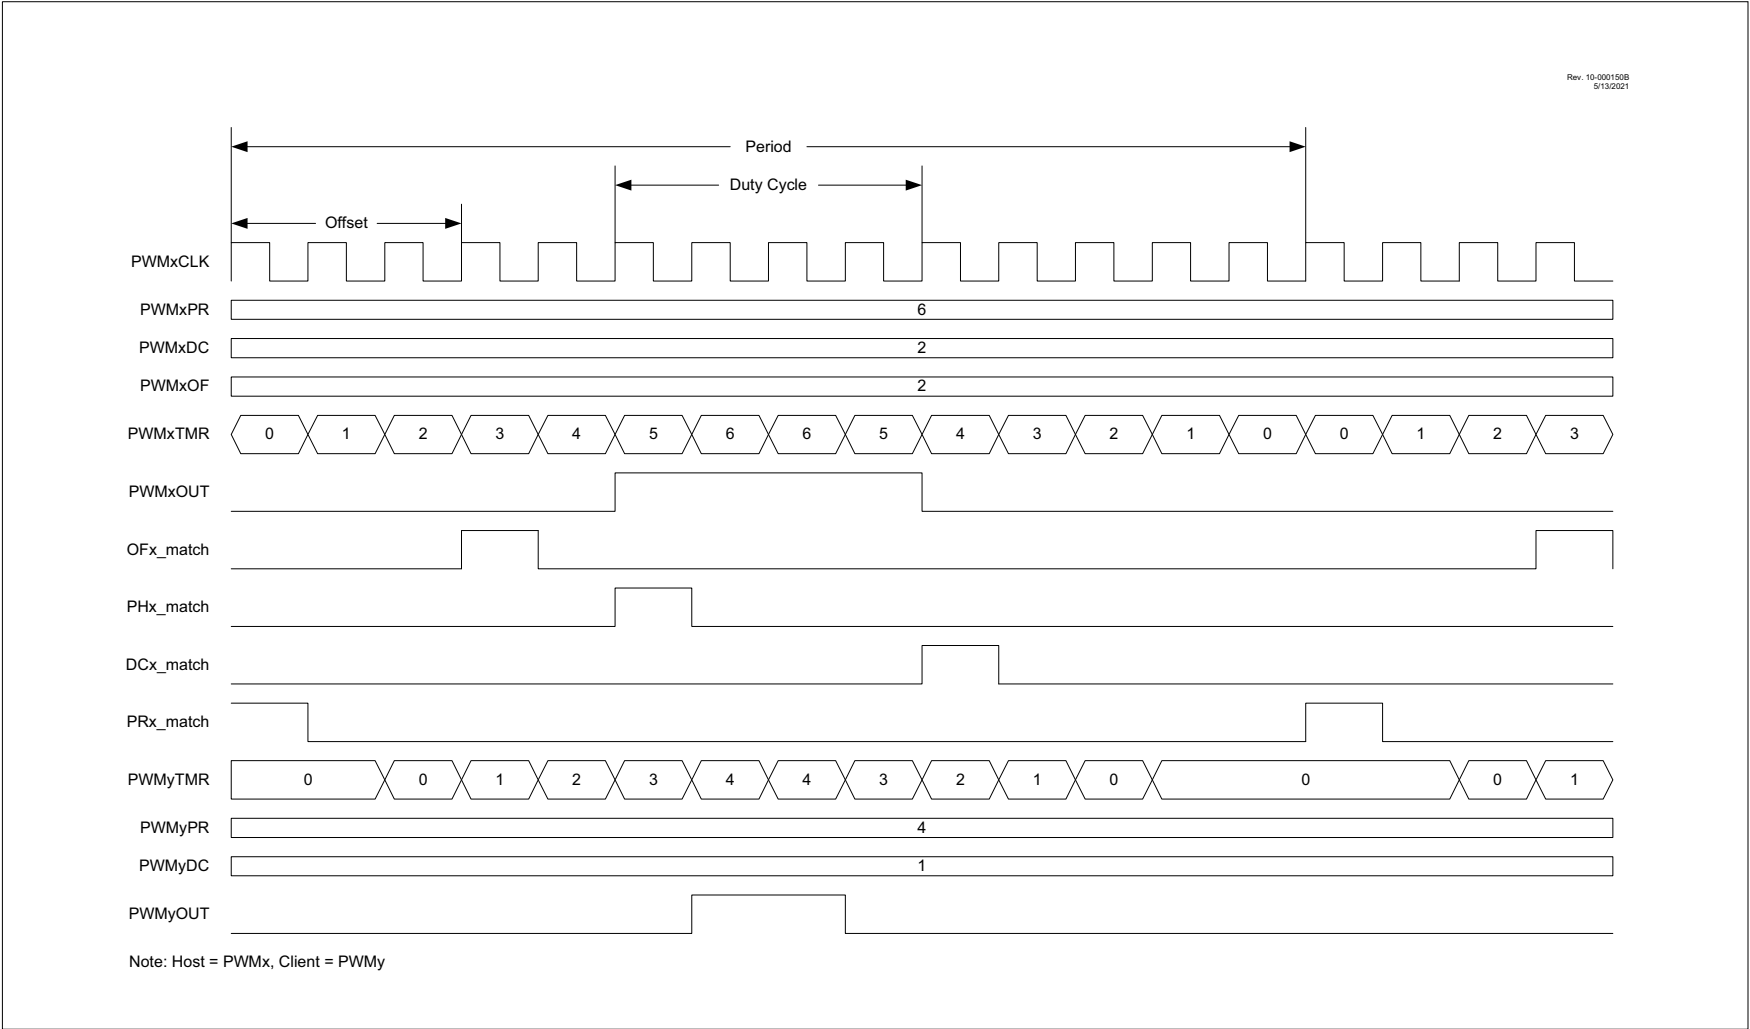 Rev. 10-000150B
5/13/2021
Period
Duty Cycle
Offset
PWMxCLK
PWMxPR 6
PWMxDC 2
PWMxOF 2
PWMxTMR 0 1 2 3 4 5 6 6 5 4 3 2 1 0 0 1 2 3
PWMxOUT
OFx_match
PHx_match
DCx_match
PRx_match
PWMyTMR 0 0 1 2 3 4 4 3 2 1 0 0 0 1
PWMyPR 4
PWMyDC 1
PWMyOUT
Note: Host = PWMx, Client = PWMy